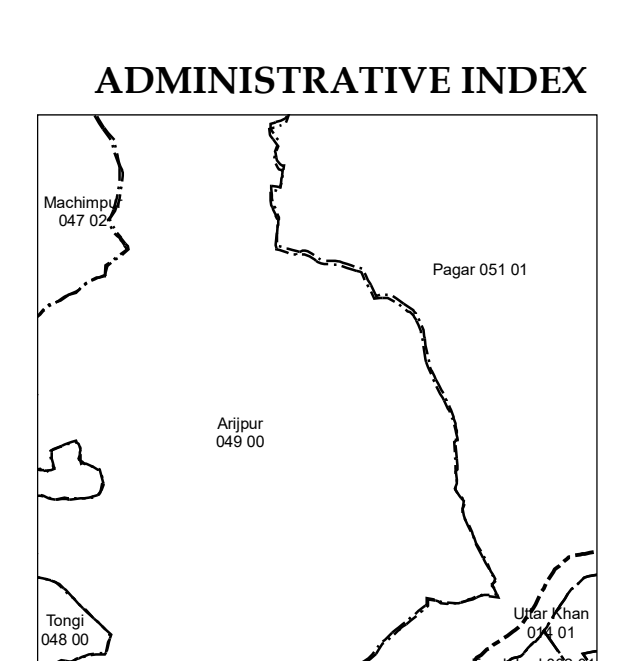 ADMINISTRATIVE INDEX
Machimpur
047 02
Pagar 051 01
Arijpur
049 00
Tongi
048 00
Uttar Khan
014 01